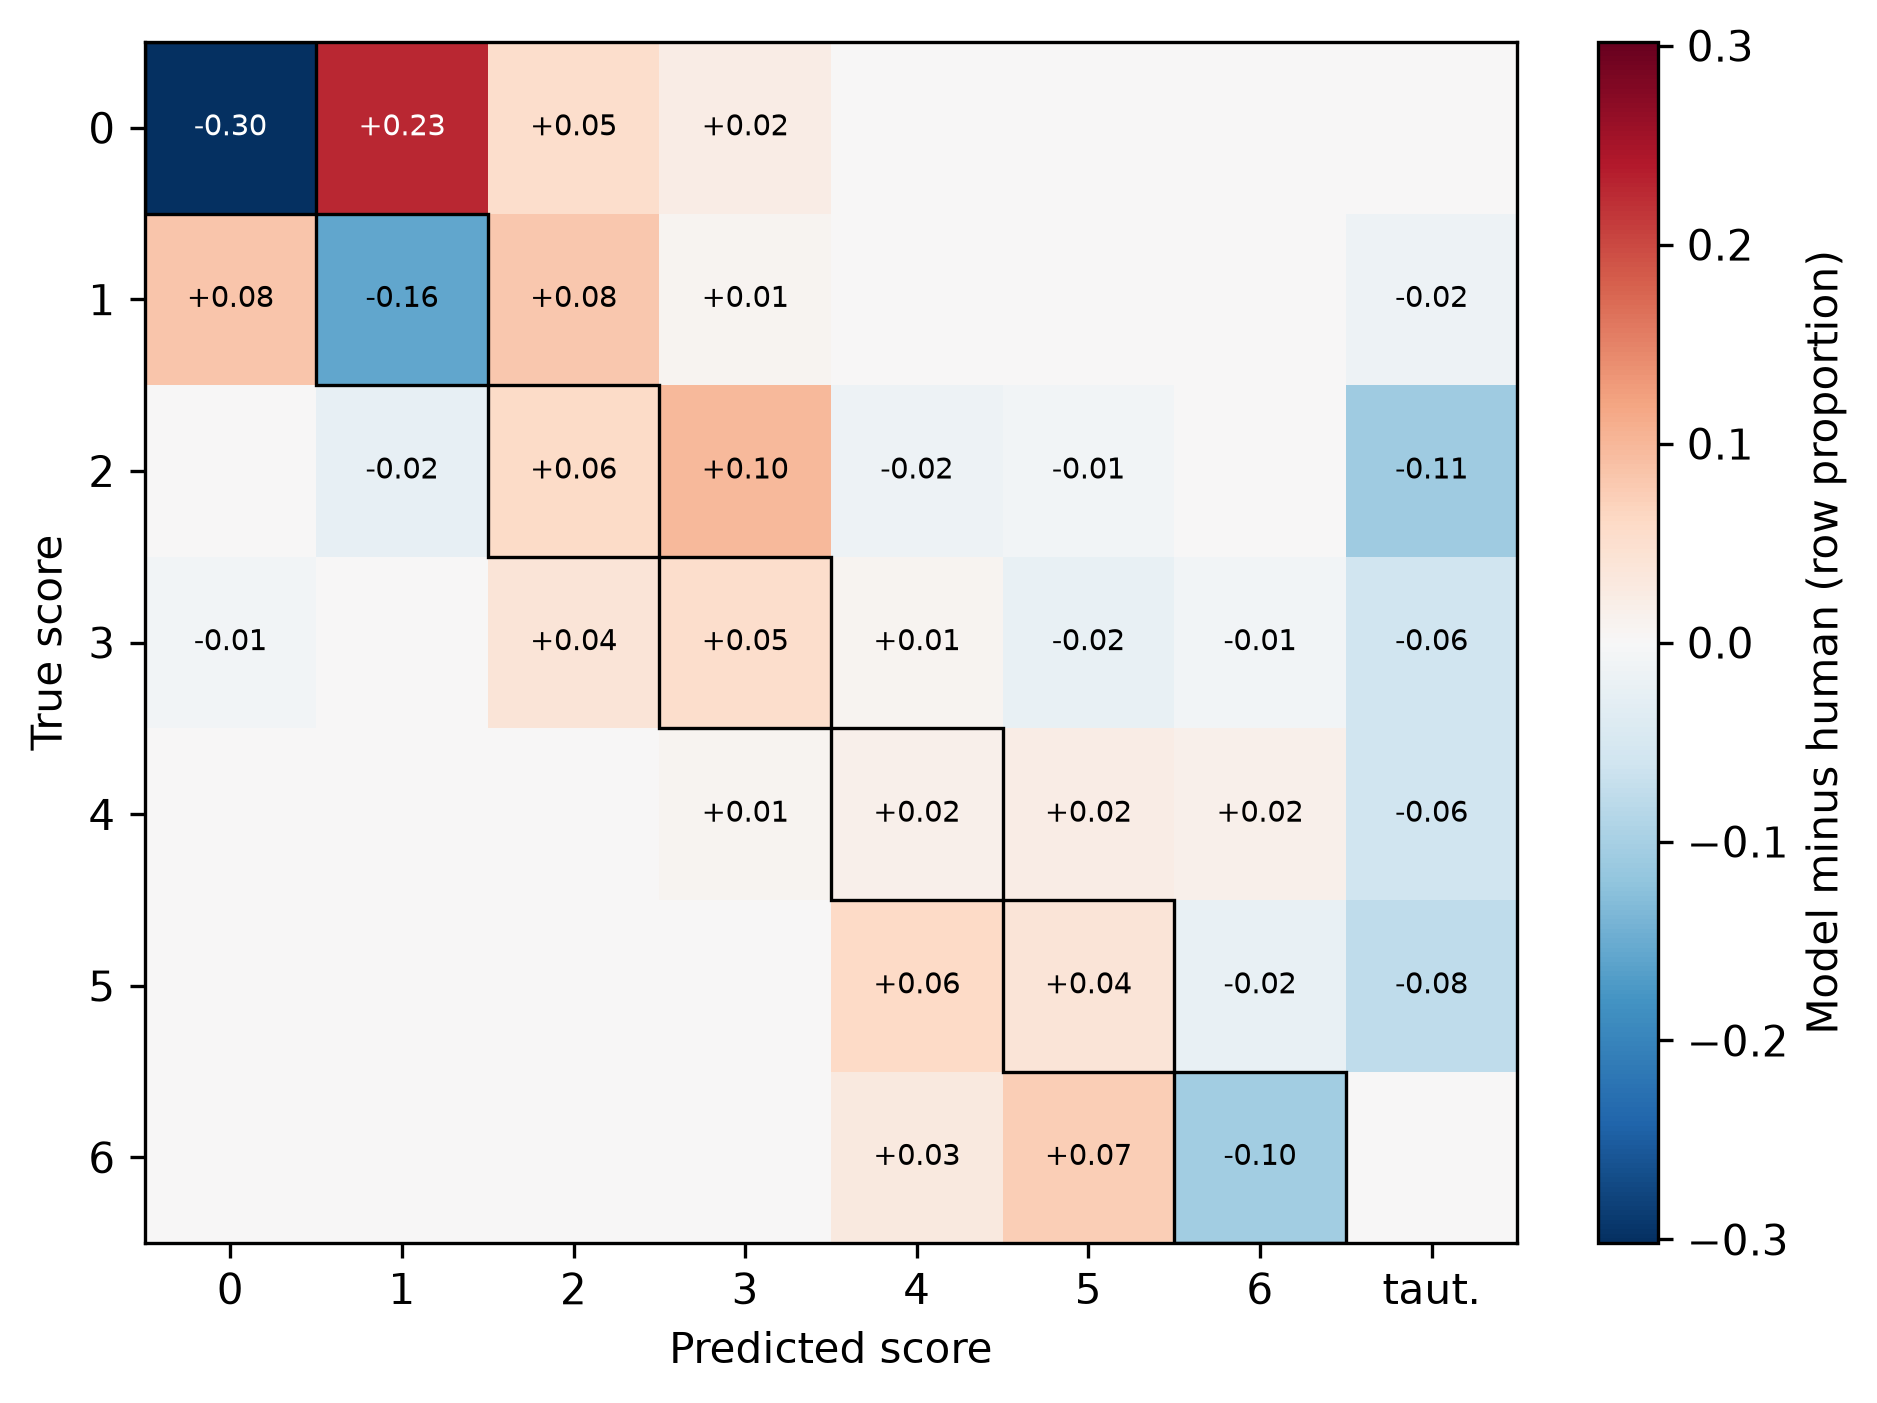 0 -0.30 +0.23 +0.05 +0.02
1 +0.08 -0.16 +0.08 +0.01 -0.02
2 -0.02 +0.06 +0.10 -0.02 -0.01 -0.11
3 -0.01 +0.04 +0.05 +0.01 -0.02 -0.01 -0.06
4 +0.01 +0.02 +0.02 +0.02 -0.06
5 +0.06 +0.04 -0.02 -0.08
6 +0.03 +0.07 -0.10
0 1 2 3 4 5 6 taut.
Predicted score
True score
0.3
0.2
0.1
0.0
−0.1
−0.2
−0.3
Model minus human (row proportion)